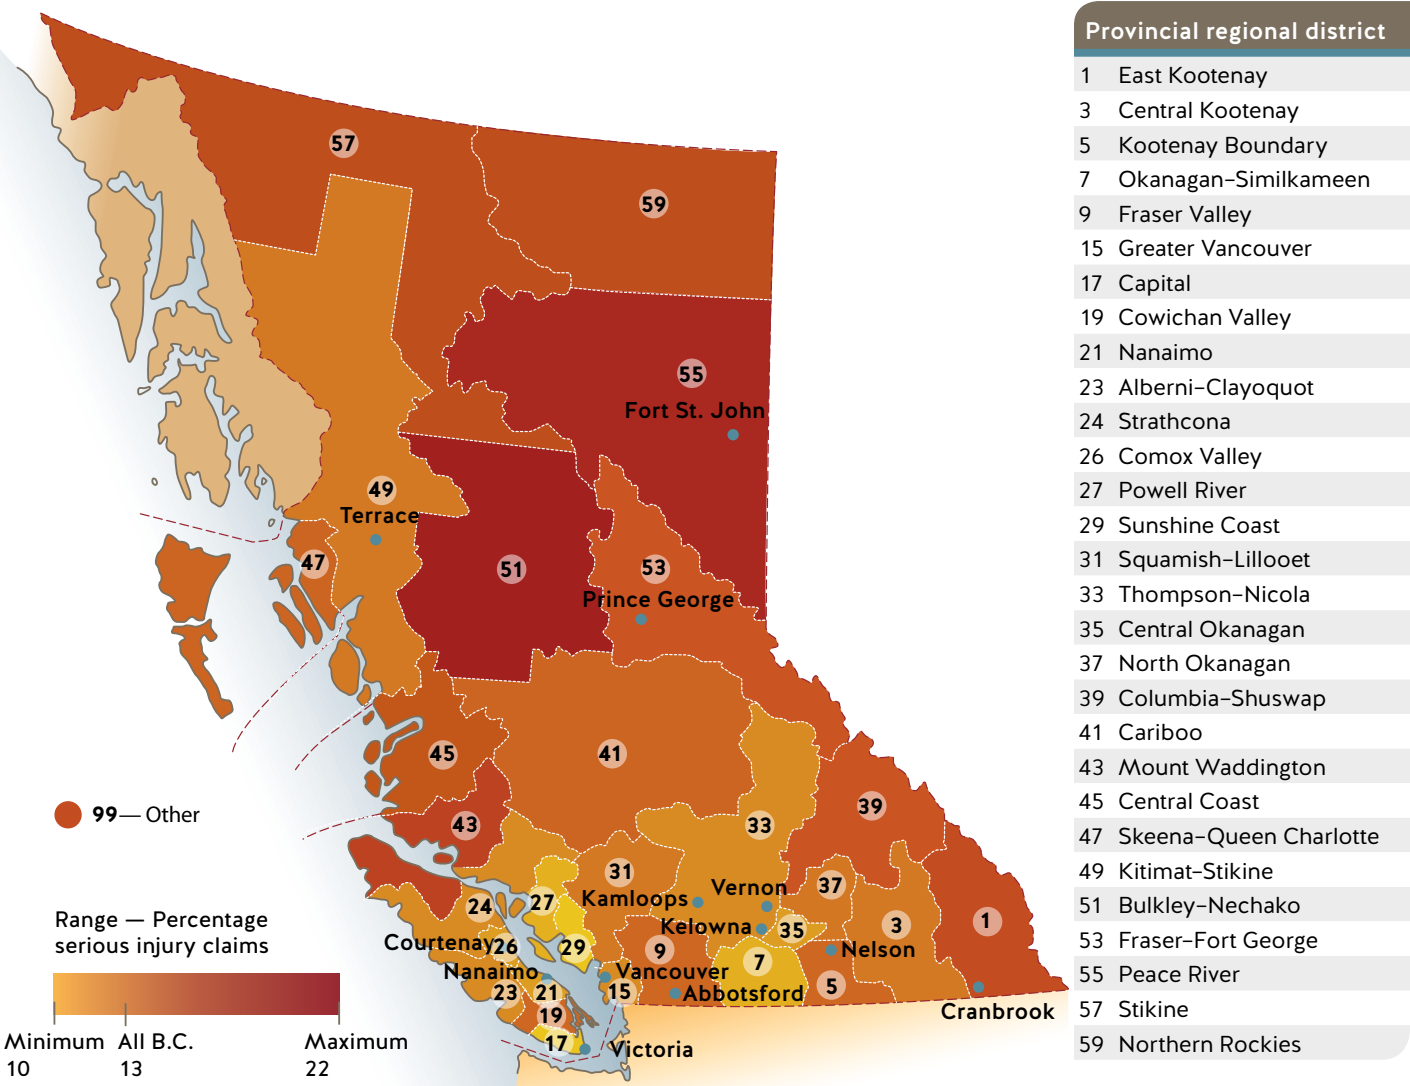 Provincial regional district
1 East Kootenay
3 Central Kootenay
5 Kootenay Boundary
7 Okanagan–Similkameen
9 Fraser Valley
15 Greater Vancouver
17 Capital
19 Cowichan Valley
21 Nanaimo
23 Alberni–Clayoquot
24 Strathcona
26 Comox Valley
27 Powell River
29 Sunshine Coast
31 Squamish–Lillooet
33 Thompson–Nicola
35 Central Okanagan
37 North Okanagan
39 Columbia–Shuswap
41 Cariboo
43 Mount Waddington
45 Central Coast
47 Skeena–Queen Charlotte
49 Kitimat–Stikine
51 Bulkley–Nechako
53 Fraser–Fort George
55 Peace River
57 Stikine
59 Northern Rockies
57
59
55
Fort St. John
49
Terrace
47
51
53
Prince George
45
41
39
43
33
99— Other
31
Kamloops
Vernon
37
24
27
Kelowna
35
3
1
Courtenay
26
29
9
7
Nelson
Nanaimo
Vancouver
23
21
15
Abbotsford
5
Cranbrook
19
17
Victoria
Range — Percentage
serious injury claims
Minimum All B.C. Maximum
10 13 22